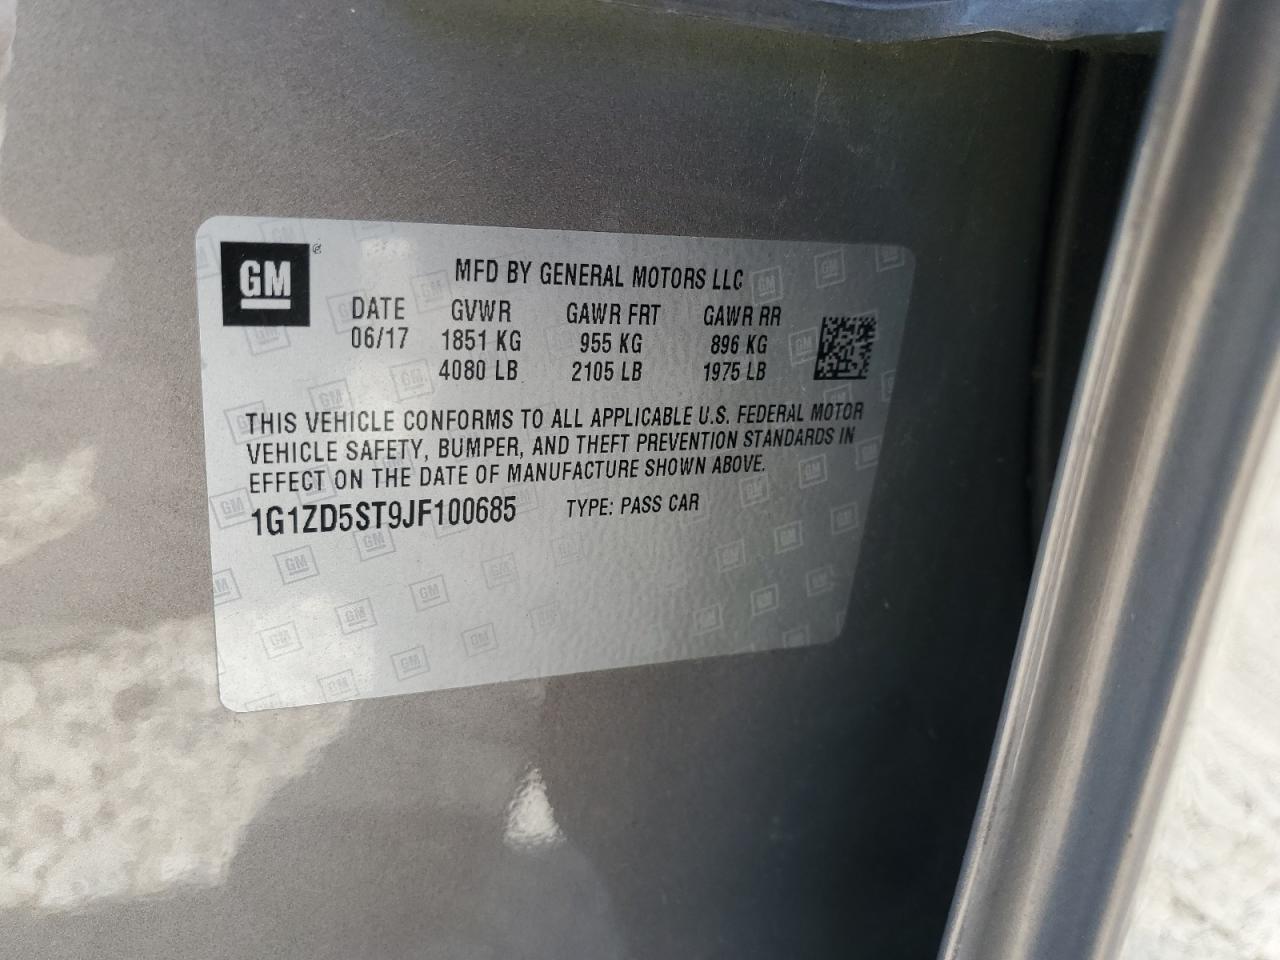 GM
MFD BY GENERAL MOTORS LLC
DATE GVWR GAWR FRT GAWR RR
06/17 1851 KG 955 KG 896 KG
4080 LB 2105 LB 1975 LB
THIS VEHICLE CONFORMS TO ALL APPLICABLE U.S. FEDERAL MOTOR
VEHICLE SAFETY, BUMPER, AND THEFT PREVENTION STANDARDS IN
EFFECT ON THE DATE OF MANUFACTURE SHOWN ABOVE.
1G1ZD5ST9JF100685 TYPE: PASS CAR